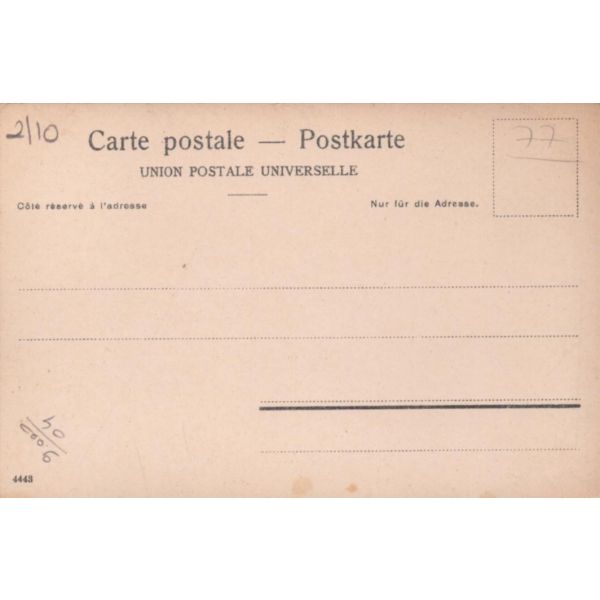 2/10
Carte postale — Postkarte
77
UNION POSTALE UNIVERSELLE
Côté réservé à l'adresse
Nur für die Adresse.
4443